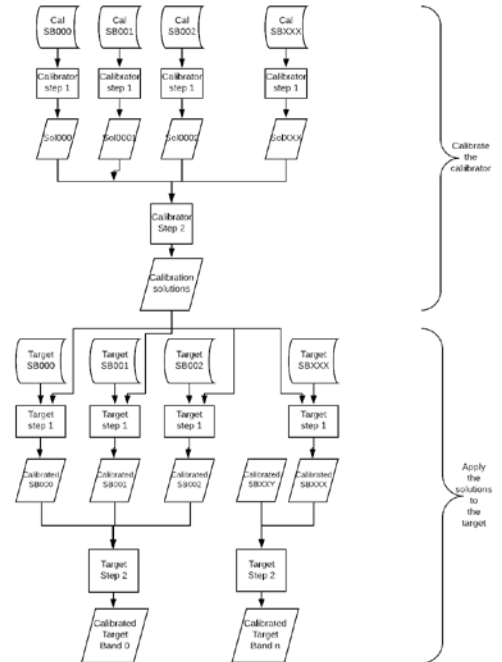 Cal
SB000
Cal
SB001
Cal
SB002
Cal
SBXXX
Calibrator
step 1
Calibrator
step 1
Calibrator
step 1
Calibrator
step 1
Sol000
Sol0001
Sol0002
SolXXX
Calibrate
the
caliibrator
Calibrator
Step 2
Calibration
solutions
Target
SB000
Target
SB001
Target
SB002
Target
SBXXX
Target
step 1
Target
step 1
Target
step 1
Target
step 1
Calibrated
SB000
Calibrated
SB001
Calibrated
SB002
Calibrated
SBXXY
Calibrated
SBXXX
Apply
the
solutions
to
the
target
Target
Step 2
Target
Step 2
Calibrated
Target
Band 0
Calibrated
Target
Band n